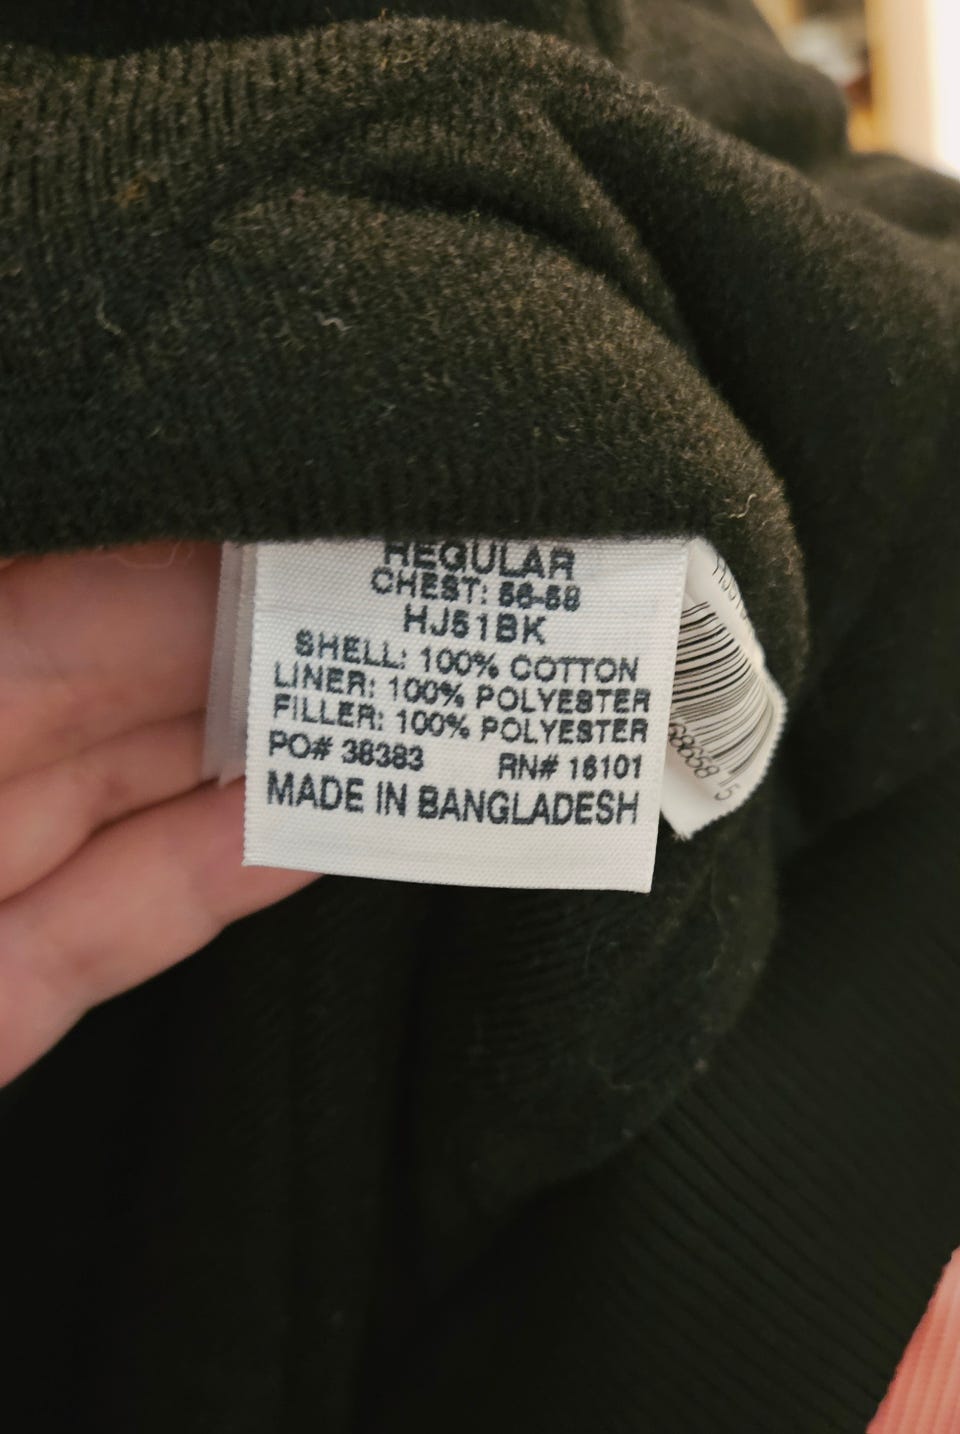 REGULAR
CHEST: 56-58
HJ51BK
SHELL: 100% COTTON
LINER: 100% POLYESTER
FILLER: 100% POLYESTER
PO# 38383 RN# 16101
MADE IN BANGLADESH